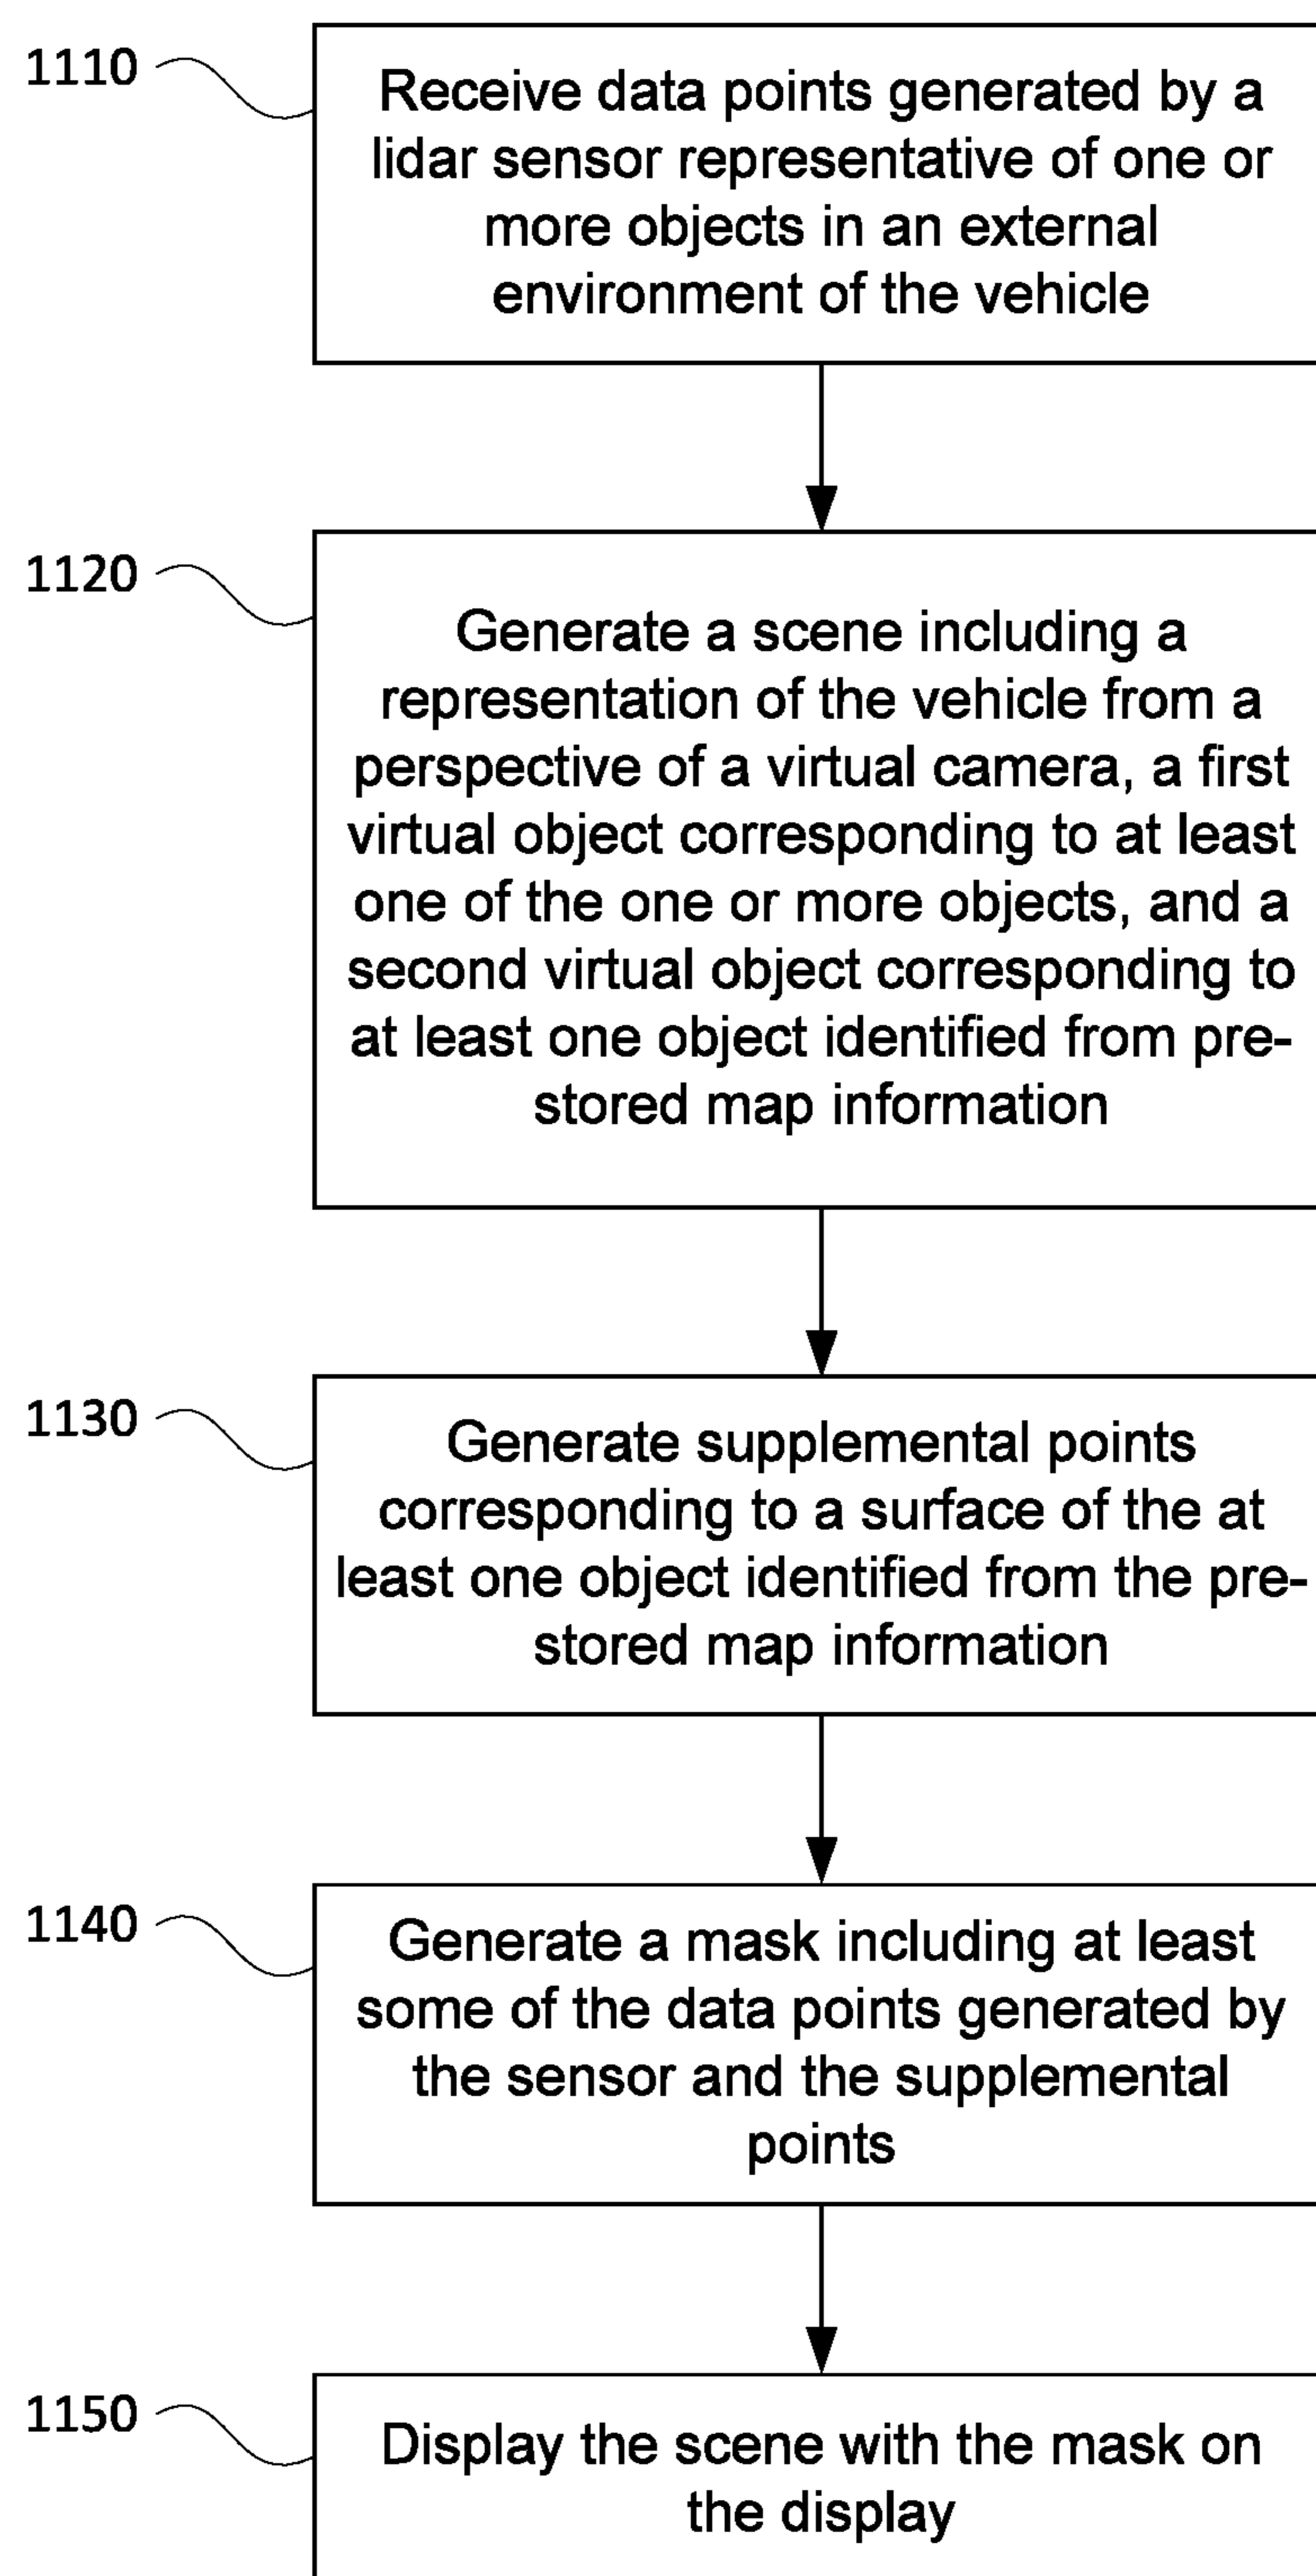 1110
Receive data points generated by a
lidar sensor representative of one or
more objects in an external
environment of the vehicle
1120
Generate a scene including a
representation of the vehicle from a
perspective of a virtual camera, a first
virtual object corresponding to at least
one of the one or more objects, and a
second virtual object corresponding to
at least one object identified from pre-
stored map information
1130
Generate supplemental points
corresponding to a surface of the at
least one object identified from the pre-
stored map information
1140
Generate a mask including at least
some of the data points generated by
the sensor and the supplemental
points
1150
Display the scene with the mask on
the display